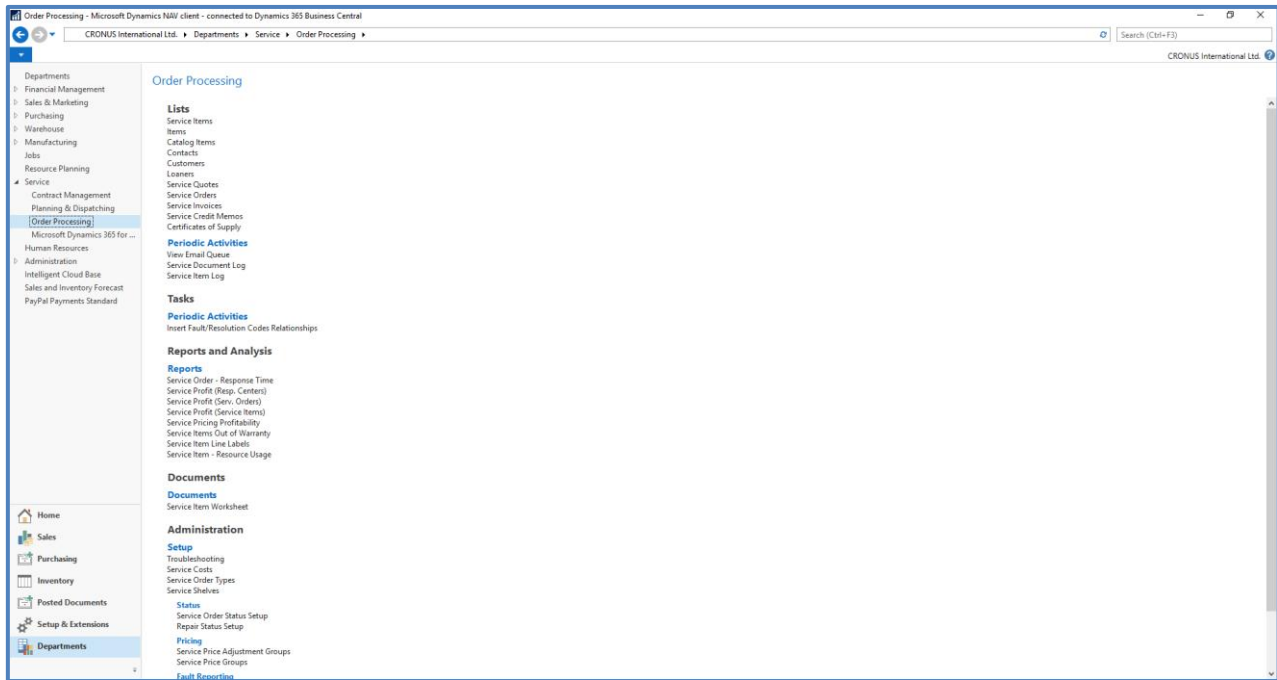 Order Processing - Microsoft Dynamics NAV client - connected to Dynamics 365 Business Central
CRONUS International Ltd. Departments Service Order Processing
Search (Ctrl+F3)
CRONUS International Ltd.
Departments
Financial Management
Sales & Marketing
Purchasing
Warehouse
Manufacturing
Jobs
Resource Planning
Service
Contract Management
Planning & Dispatching
Order Processing
Microsoft Dynamics 365 for ...
Human Resources
Administration
Intelligent Cloud Base
Sales and Inventory Forecast
PayPal Payments Standard
Home
Sales
Purchasing
Inventory
Posted Documents
Setup & Extensions
Departments
Order Processing
Lists
Service Items
Items
Catalog Items
Contacts
Customers
Loaners
Service Quotes
Service Orders
Service Invoices
Service Credit Memos
Certificates of Supply
Periodic Activities
View Email Queue
Service Document Log
Service Item Log
Tasks
Periodic Activities
Insert Fault/Resolution Codes Relationships
Reports and Analysis
Reports
Service Order - Response Time
Service Profit (Resp. Centers)
Service Profit (Serv. Orders)
Service Profit (Service Items)
Service Pricing Profitability
Service Items Out of Warranty
Service Item Line Labels
Service Item - Resource Usage
Documents
Documents
Service Item Worksheet
Administration
Setup
Troubleshooting
Service Costs
Service Order Types
Service Shelves
Status
Service Order Status Setup
Repair Status Setup
Pricing
Service Price Adjustment Groups
Service Price Groups
Fault Reporting